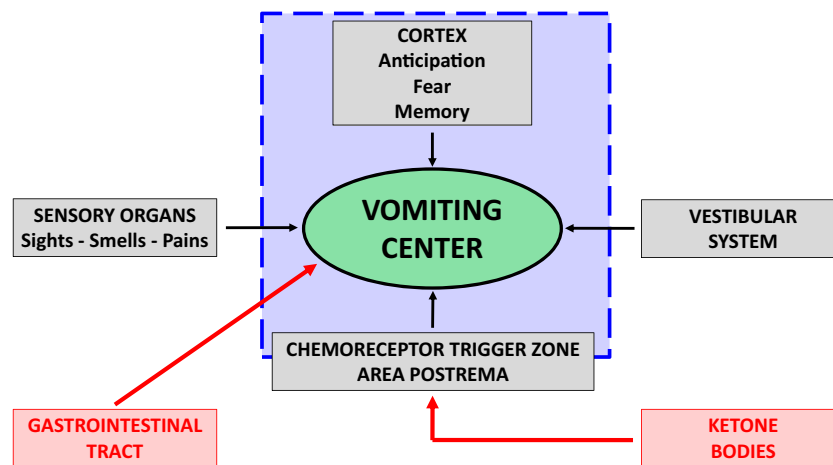 CORTEX
Anticipation
Fear
Memory
SENSORY ORGANS
Sights - Smells - Pains
VOMITING
CENTER
VESTIBULAR
SYSTEM
CHEMORECEPTOR TRIGGER ZONE
AREA POSTREMA
GASTROINTESTINAL
TRACT
KETONE
BODIES